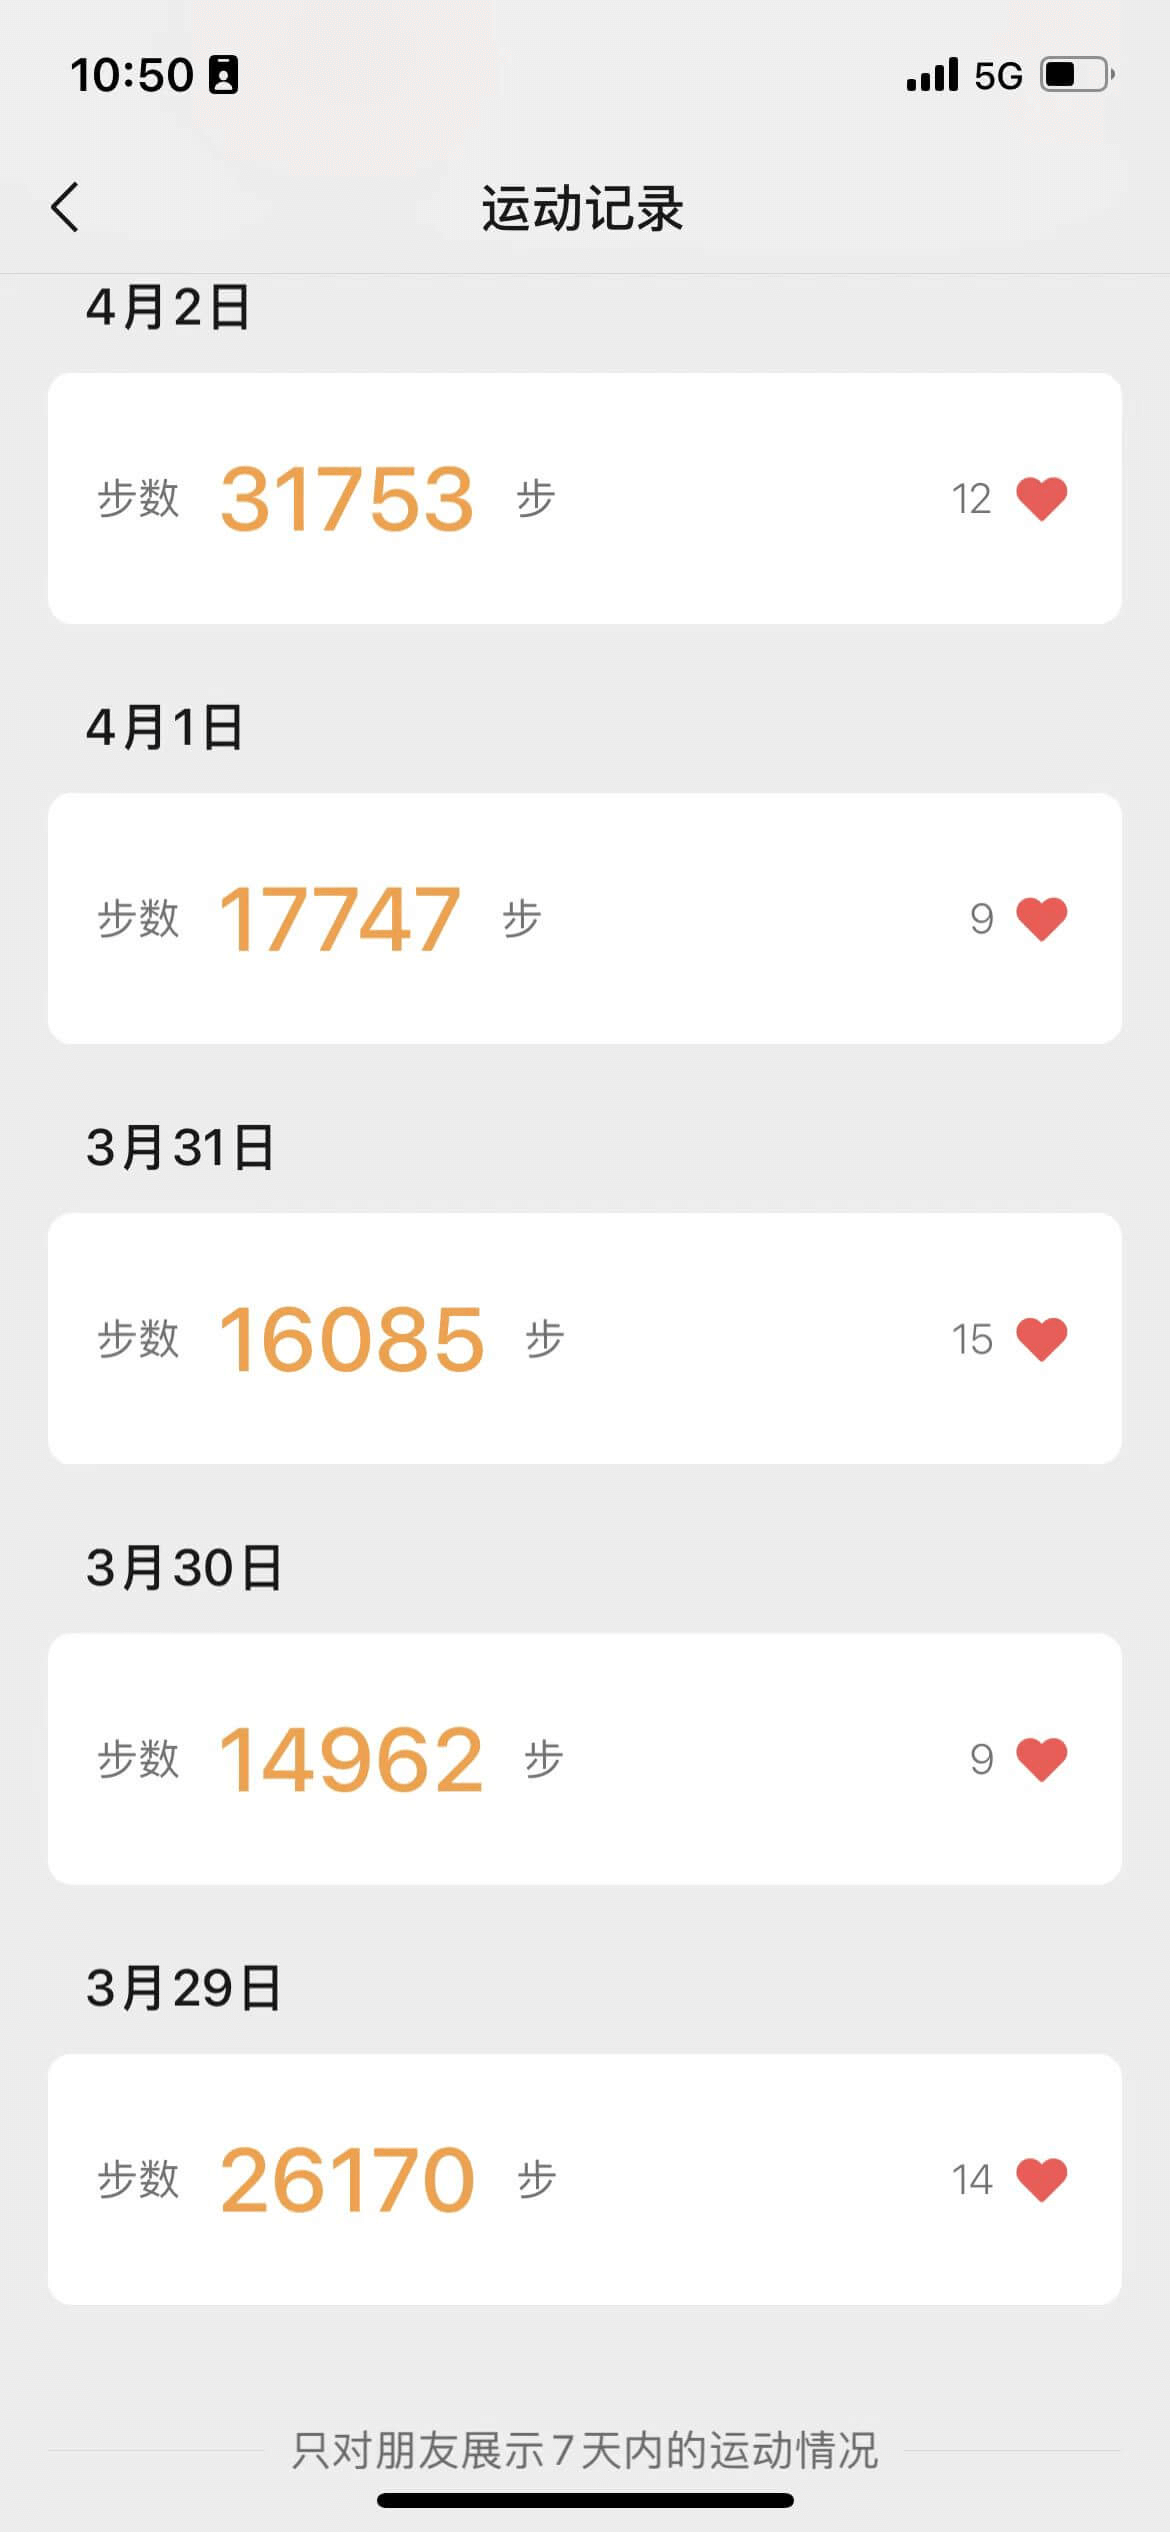 10:50 5G
运动记录
4月2日
步数 31753 步 12
4月1日
步数 17747 步 9
3月31日
步数 16085 步 15
3月30日
步数 14962 步 9
3月29日
步数 26170 步 14
只对朋友展示7天内的运动情况